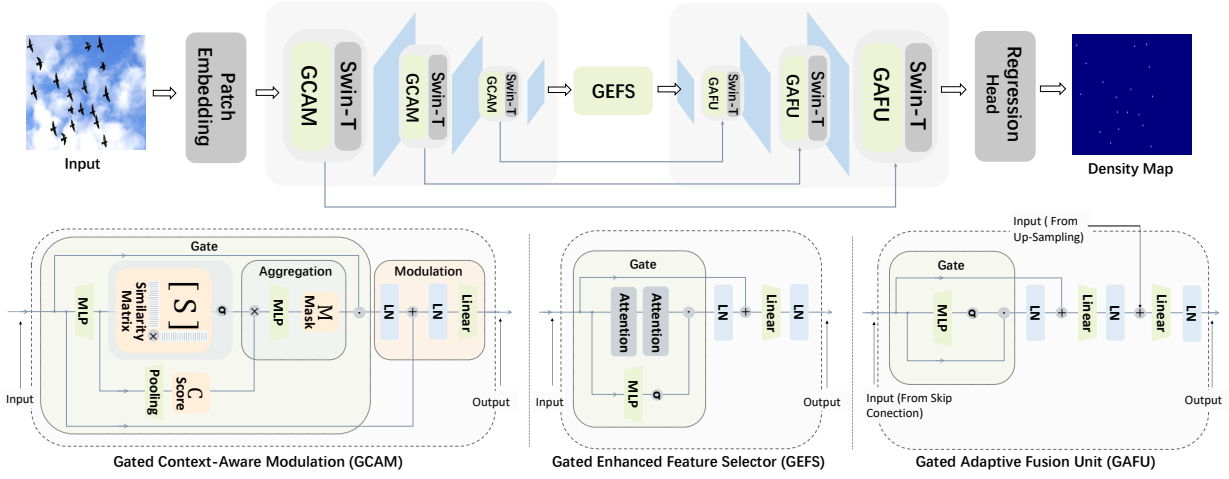 Input
Patch
Embedding
GCAM
Swin-T
GCAM
Swin-T
GCAM
Swin-T
GEFS
GAFU
Swin-T
GAFU
Swin-T
GAFU
Swin-T
Regression
Head
Density Map
Gate
MLP
[ S ]
Similarity
Matrix
×
σ
Pooling
C
Score
Aggregation
×
MLP
M
Mask
·
Modulation
LN
+
LN
Linear
Input
Output
Gated Context-Aware Modulation (GCAM)
Gate
Attention
Attention
MLP
σ
·
LN
+
Linear
LN
Input
Output
Gated Enhanced Feature Selector (GEFS)
Input ( From
Up-Sampling)
Gate
MLP
σ
·
LN
+
Linear
LN
+
Linear
LN
Input (From Skip
Conection)
Output
Gated Adaptive Fusion Unit (GAFU)